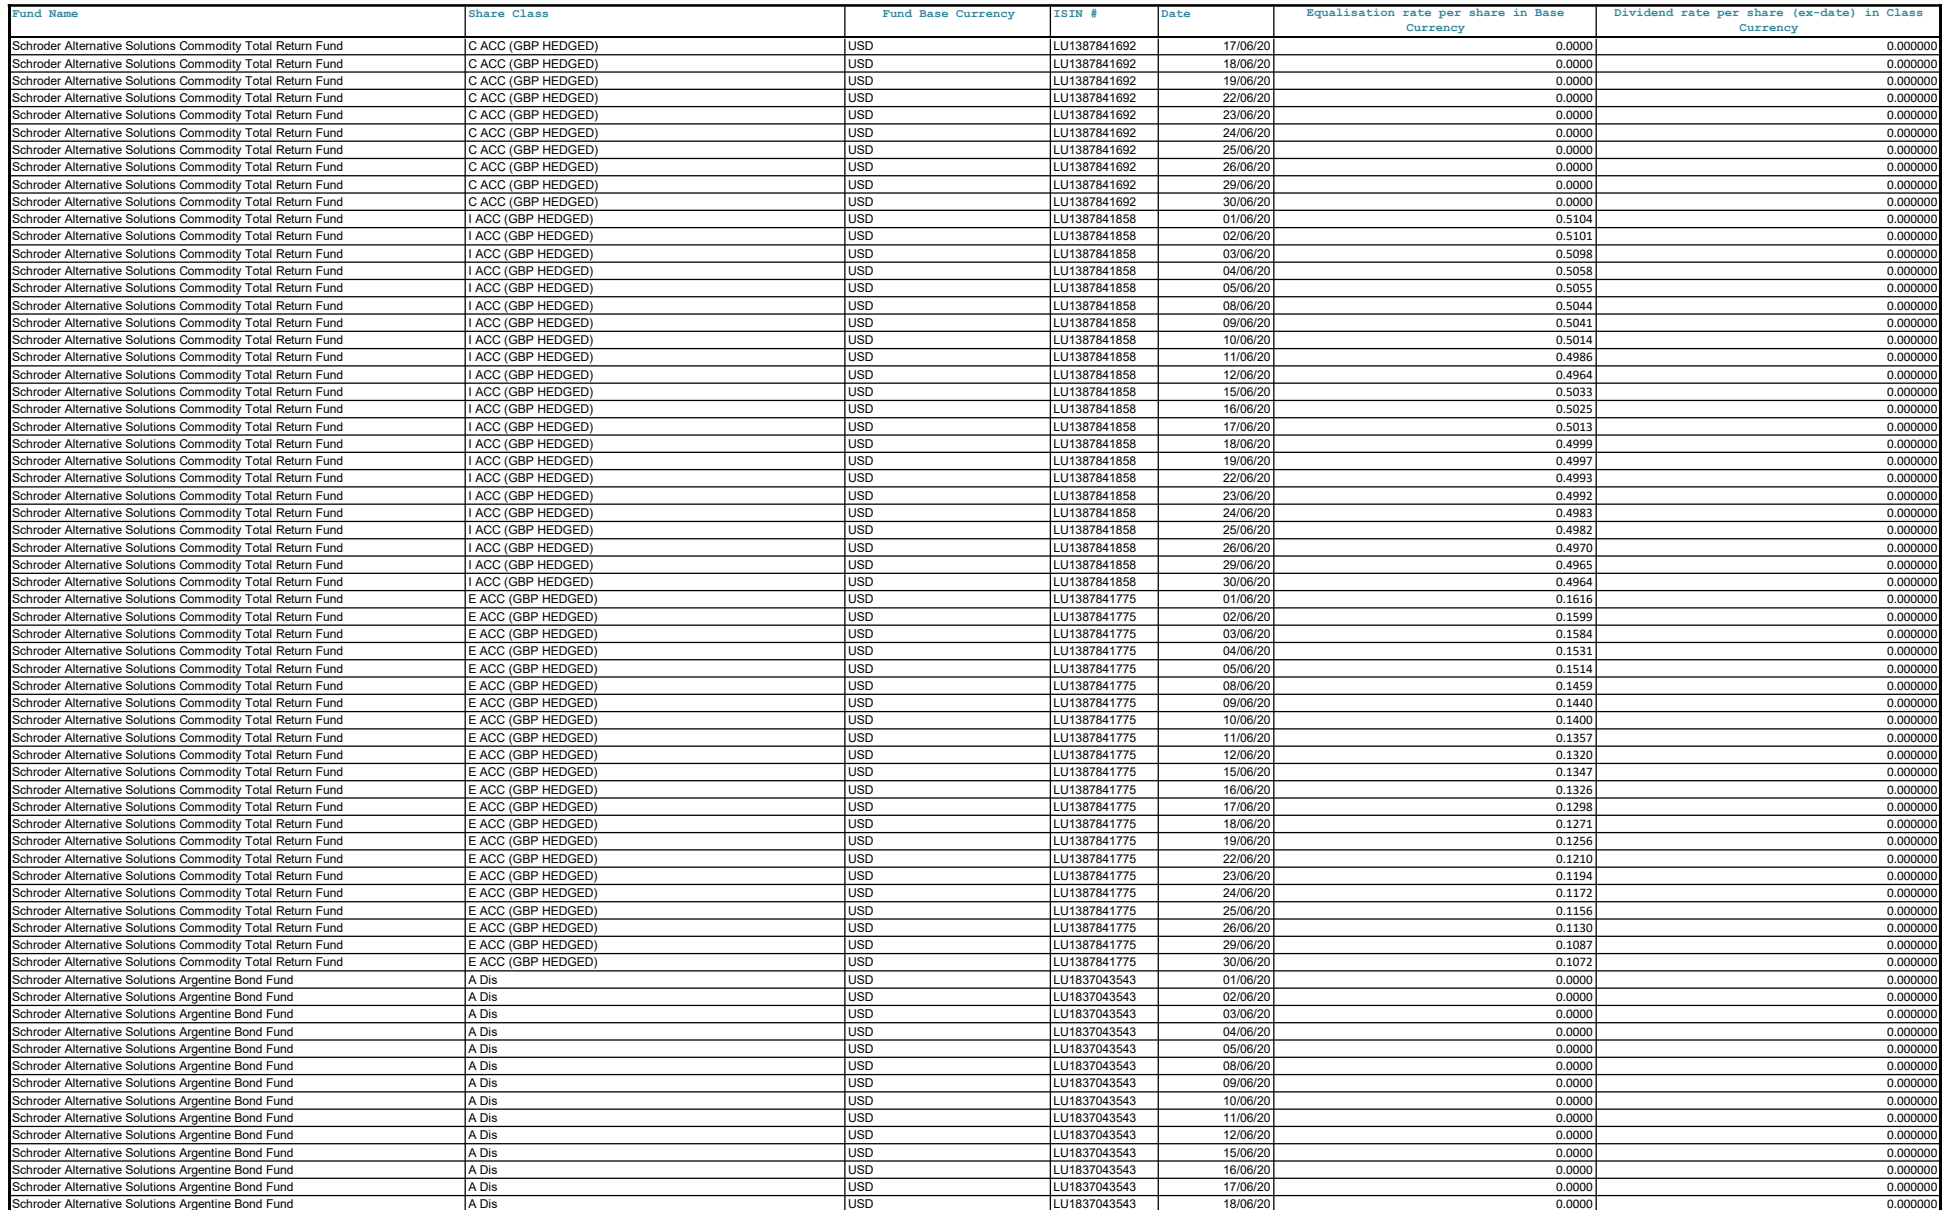 Fund Name Share Class Fund Base Currency ISIN # Date Equalisation rate per share in Base Currency Dividend rate per share (ex-date) in Class Currency
Schroder Alternative Solutions Commodity Total Return Fund C ACC (GBP HEDGED) USD LU1387841692 17/06/20 0.0000 0.000000
Schroder Alternative Solutions Commodity Total Return Fund C ACC (GBP HEDGED) USD LU1387841692 18/06/20 0.0000 0.000000
Schroder Alternative Solutions Commodity Total Return Fund C ACC (GBP HEDGED) USD LU1387841692 19/06/20 0.0000 0.000000
Schroder Alternative Solutions Commodity Total Return Fund C ACC (GBP HEDGED) USD LU1387841692 22/06/20 0.0000 0.000000
Schroder Alternative Solutions Commodity Total Return Fund C ACC (GBP HEDGED) USD LU1387841692 23/06/20 0.0000 0.000000
Schroder Alternative Solutions Commodity Total Return Fund C ACC (GBP HEDGED) USD LU1387841692 24/06/20 0.0000 0.000000
Schroder Alternative Solutions Commodity Total Return Fund C ACC (GBP HEDGED) USD LU1387841692 25/06/20 0.0000 0.000000
Schroder Alternative Solutions Commodity Total Return Fund C ACC (GBP HEDGED) USD LU1387841692 26/06/20 0.0000 0.000000
Schroder Alternative Solutions Commodity Total Return Fund C ACC (GBP HEDGED) USD LU1387841692 29/06/20 0.0000 0.000000
Schroder Alternative Solutions Commodity Total Return Fund C ACC (GBP HEDGED) USD LU1387841692 30/06/20 0.0000 0.000000
Schroder Alternative Solutions Commodity Total Return Fund I ACC (GBP HEDGED) USD LU1387841858 01/06/20 0.5104 0.000000
Schroder Alternative Solutions Commodity Total Return Fund I ACC (GBP HEDGED) USD LU1387841858 02/06/20 0.5101 0.000000
Schroder Alternative Solutions Commodity Total Return Fund I ACC (GBP HEDGED) USD LU1387841858 03/06/20 0.5098 0.000000
Schroder Alternative Solutions Commodity Total Return Fund I ACC (GBP HEDGED) USD LU1387841858 04/06/20 0.5058 0.000000
Schroder Alternative Solutions Commodity Total Return Fund I ACC (GBP HEDGED) USD LU1387841858 05/06/20 0.5055 0.000000
Schroder Alternative Solutions Commodity Total Return Fund I ACC (GBP HEDGED) USD LU1387841858 08/06/20 0.5044 0.000000
Schroder Alternative Solutions Commodity Total Return Fund I ACC (GBP HEDGED) USD LU1387841858 09/06/20 0.5041 0.000000
Schroder Alternative Solutions Commodity Total Return Fund I ACC (GBP HEDGED) USD LU1387841858 10/06/20 0.5014 0.000000
Schroder Alternative Solutions Commodity Total Return Fund I ACC (GBP HEDGED) USD LU1387841858 11/06/20 0.4986 0.000000
Schroder Alternative Solutions Commodity Total Return Fund I ACC (GBP HEDGED) USD LU1387841858 12/06/20 0.4964 0.000000
Schroder Alternative Solutions Commodity Total Return Fund I ACC (GBP HEDGED) USD LU1387841858 15/06/20 0.5033 0.000000
Schroder Alternative Solutions Commodity Total Return Fund I ACC (GBP HEDGED) USD LU1387841858 16/06/20 0.5025 0.000000
Schroder Alternative Solutions Commodity Total Return Fund I ACC (GBP HEDGED) USD LU1387841858 17/06/20 0.5013 0.000000
Schroder Alternative Solutions Commodity Total Return Fund I ACC (GBP HEDGED) USD LU1387841858 18/06/20 0.4999 0.000000
Schroder Alternative Solutions Commodity Total Return Fund I ACC (GBP HEDGED) USD LU1387841858 19/06/20 0.4997 0.000000
Schroder Alternative Solutions Commodity Total Return Fund I ACC (GBP HEDGED) USD LU1387841858 22/06/20 0.4993 0.000000
Schroder Alternative Solutions Commodity Total Return Fund I ACC (GBP HEDGED) USD LU1387841858 23/06/20 0.4992 0.000000
Schroder Alternative Solutions Commodity Total Return Fund I ACC (GBP HEDGED) USD LU1387841858 24/06/20 0.4983 0.000000
Schroder Alternative Solutions Commodity Total Return Fund I ACC (GBP HEDGED) USD LU1387841858 25/06/20 0.4982 0.000000
Schroder Alternative Solutions Commodity Total Return Fund I ACC (GBP HEDGED) USD LU1387841858 26/06/20 0.4970 0.000000
Schroder Alternative Solutions Commodity Total Return Fund I ACC (GBP HEDGED) USD LU1387841858 29/06/20 0.4965 0.000000
Schroder Alternative Solutions Commodity Total Return Fund I ACC (GBP HEDGED) USD LU1387841858 30/06/20 0.4964 0.000000
Schroder Alternative Solutions Commodity Total Return Fund E ACC (GBP HEDGED) USD LU1387841775 01/06/20 0.1616 0.000000
Schroder Alternative Solutions Commodity Total Return Fund E ACC (GBP HEDGED) USD LU1387841775 02/06/20 0.1599 0.000000
Schroder Alternative Solutions Commodity Total Return Fund E ACC (GBP HEDGED) USD LU1387841775 03/06/20 0.1584 0.000000
Schroder Alternative Solutions Commodity Total Return Fund E ACC (GBP HEDGED) USD LU1387841775 04/06/20 0.1531 0.000000
Schroder Alternative Solutions Commodity Total Return Fund E ACC (GBP HEDGED) USD LU1387841775 05/06/20 0.1514 0.000000
Schroder Alternative Solutions Commodity Total Return Fund E ACC (GBP HEDGED) USD LU1387841775 08/06/20 0.1459 0.000000
Schroder Alternative Solutions Commodity Total Return Fund E ACC (GBP HEDGED) USD LU1387841775 09/06/20 0.1440 0.000000
Schroder Alternative Solutions Commodity Total Return Fund E ACC (GBP HEDGED) USD LU1387841775 10/06/20 0.1400 0.000000
Schroder Alternative Solutions Commodity Total Return Fund E ACC (GBP HEDGED) USD LU1387841775 11/06/20 0.1357 0.000000
Schroder Alternative Solutions Commodity Total Return Fund E ACC (GBP HEDGED) USD LU1387841775 12/06/20 0.1320 0.000000
Schroder Alternative Solutions Commodity Total Return Fund E ACC (GBP HEDGED) USD LU1387841775 15/06/20 0.1347 0.000000
Schroder Alternative Solutions Commodity Total Return Fund E ACC (GBP HEDGED) USD LU1387841775 16/06/20 0.1326 0.000000
Schroder Alternative Solutions Commodity Total Return Fund E ACC (GBP HEDGED) USD LU1387841775 17/06/20 0.1298 0.000000
Schroder Alternative Solutions Commodity Total Return Fund E ACC (GBP HEDGED) USD LU1387841775 18/06/20 0.1271 0.000000
Schroder Alternative Solutions Commodity Total Return Fund E ACC (GBP HEDGED) USD LU1387841775 19/06/20 0.1256 0.000000
Schroder Alternative Solutions Commodity Total Return Fund E ACC (GBP HEDGED) USD LU1387841775 22/06/20 0.1210 0.000000
Schroder Alternative Solutions Commodity Total Return Fund E ACC (GBP HEDGED) USD LU1387841775 23/06/20 0.1194 0.000000
Schroder Alternative Solutions Commodity Total Return Fund E ACC (GBP HEDGED) USD LU1387841775 24/06/20 0.1172 0.000000
Schroder Alternative Solutions Commodity Total Return Fund E ACC (GBP HEDGED) USD LU1387841775 25/06/20 0.1156 0.000000
Schroder Alternative Solutions Commodity Total Return Fund E ACC (GBP HEDGED) USD LU1387841775 26/06/20 0.1130 0.000000
Schroder Alternative Solutions Commodity Total Return Fund E ACC (GBP HEDGED) USD LU1387841775 29/06/20 0.1087 0.000000
Schroder Alternative Solutions Commodity Total Return Fund E ACC (GBP HEDGED) USD LU1387841775 30/06/20 0.1072 0.000000
Schroder Alternative Solutions Argentine Bond Fund A Dis USD LU1837043543 01/06/20 0.0000 0.000000
Schroder Alternative Solutions Argentine Bond Fund A Dis USD LU1837043543 02/06/20 0.0000 0.000000
Schroder Alternative Solutions Argentine Bond Fund A Dis USD LU1837043543 03/06/20 0.0000 0.000000
Schroder Alternative Solutions Argentine Bond Fund A Dis USD LU1837043543 04/06/20 0.0000 0.000000
Schroder Alternative Solutions Argentine Bond Fund A Dis USD LU1837043543 05/06/20 0.0000 0.000000
Schroder Alternative Solutions Argentine Bond Fund A Dis USD LU1837043543 08/06/20 0.0000 0.000000
Schroder Alternative Solutions Argentine Bond Fund A Dis USD LU1837043543 09/06/20 0.0000 0.000000
Schroder Alternative Solutions Argentine Bond Fund A Dis USD LU1837043543 10/06/20 0.0000 0.000000
Schroder Alternative Solutions Argentine Bond Fund A Dis USD LU1837043543 11/06/20 0.0000 0.000000
Schroder Alternative Solutions Argentine Bond Fund A Dis USD LU1837043543 12/06/20 0.0000 0.000000
Schroder Alternative Solutions Argentine Bond Fund A Dis USD LU1837043543 15/06/20 0.0000 0.000000
Schroder Alternative Solutions Argentine Bond Fund A Dis USD LU1837043543 16/06/20 0.0000 0.000000
Schroder Alternative Solutions Argentine Bond Fund A Dis USD LU1837043543 17/06/20 0.0000 0.000000
Schroder Alternative Solutions Argentine Bond Fund A Dis USD LU1837043543 18/06/20 0.0000 0.000000